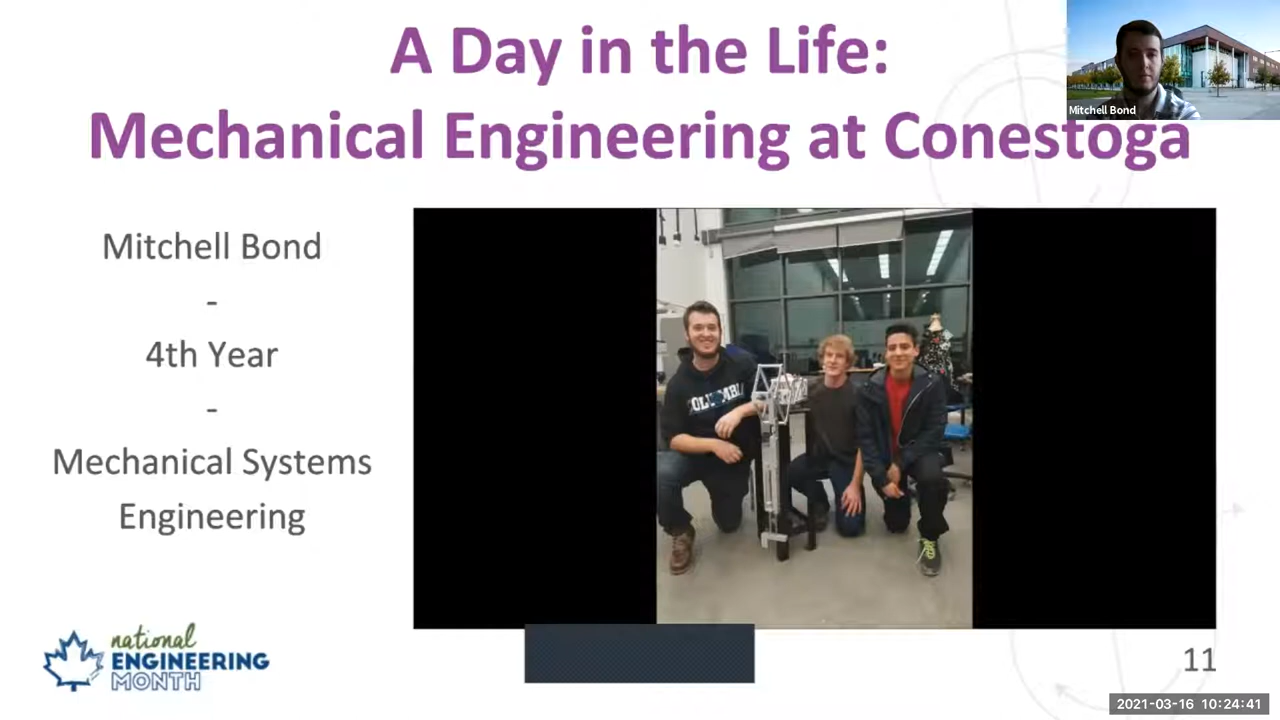 A Day in the Life:
Mechanical Engineering at Conestoga
Mitchell Bond
Mitchell Bond
-
4th Year
-
Mechanical Systems
Engineering
national
ENGINEERING
MONTH
11
2021-03-16 10:24:41